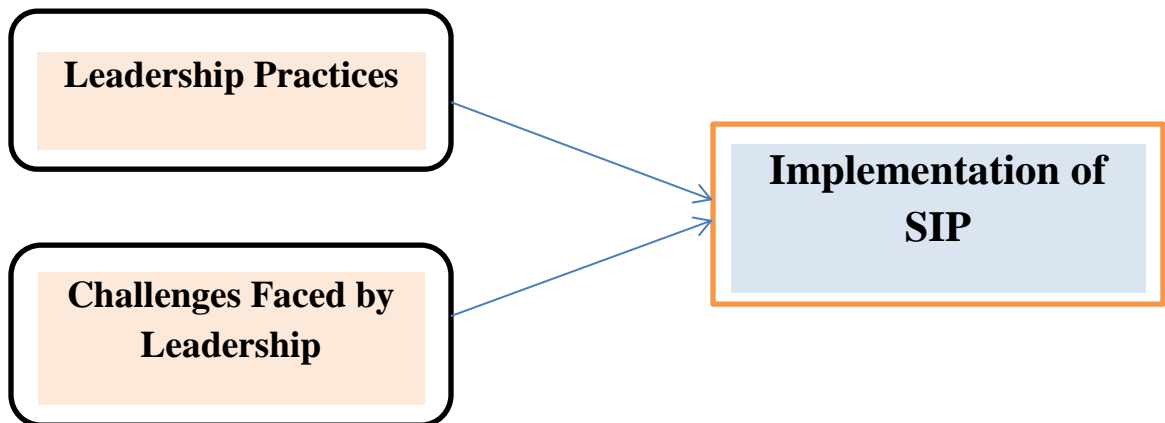 Leadership Practices
Challenges Faced by
Leadership
Implementation of
SIP